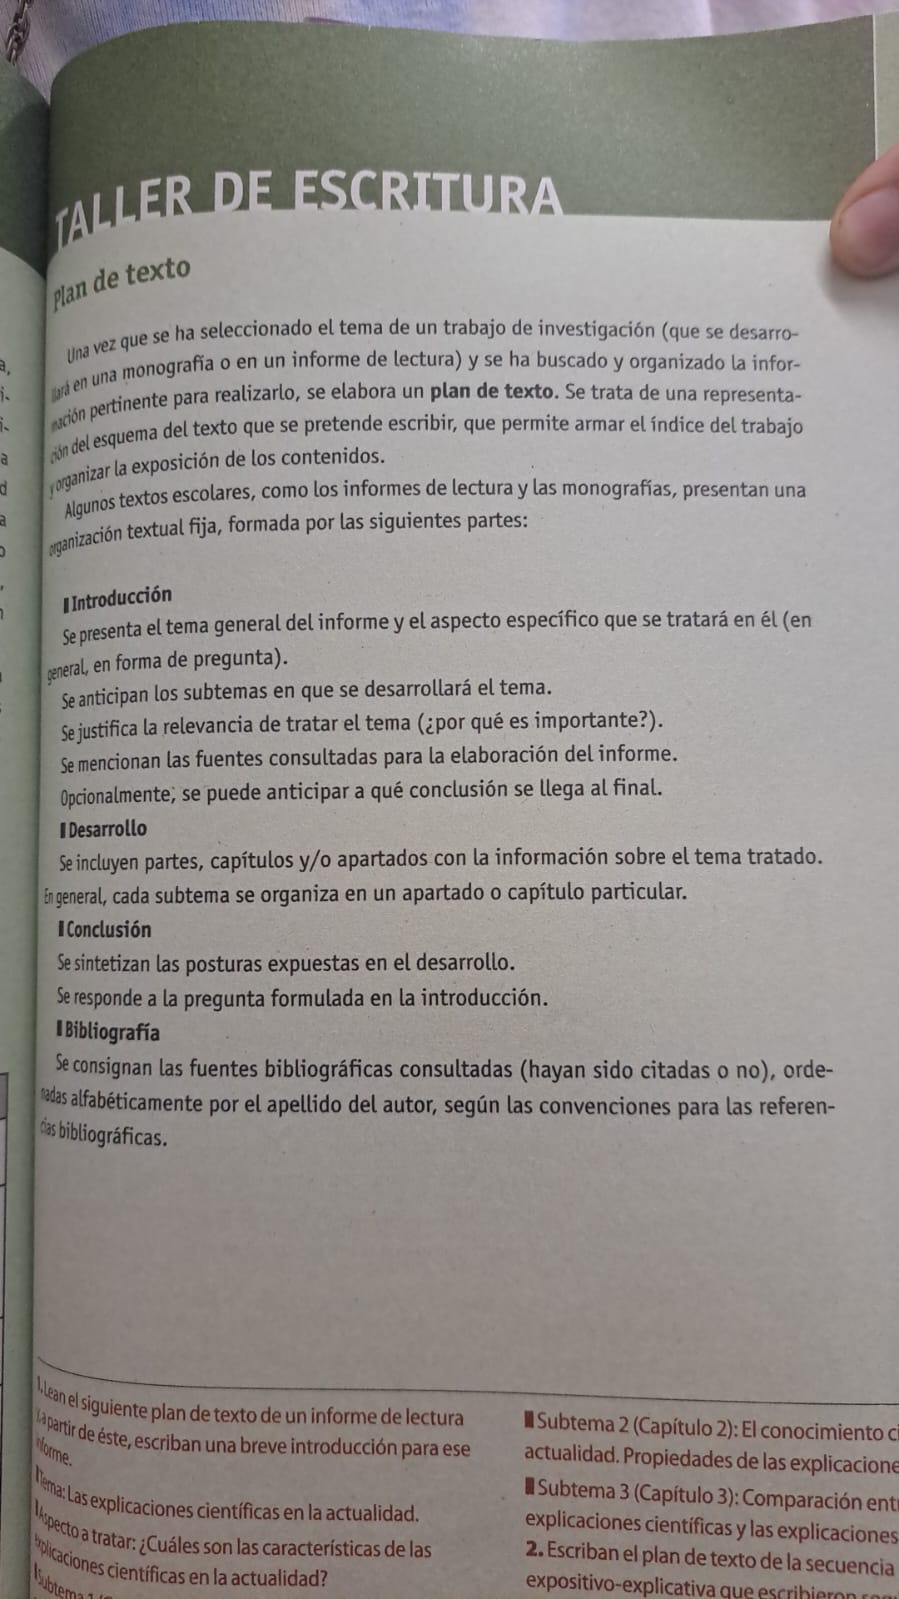 TALLER DE ESCRITURA
Plan de texto
Una vez que se ha seleccionado el tema de un trabajo de investigación (que se desarro-
llará en una monografía o en un informe de lectura) y se ha buscado y organizado la infor-
mación pertinente para realizarlo, se elabora un plan de texto. Se trata de una representa-
ción del esquema del texto que se pretende escribir, que permite armar el índice del trabajo
y organizar la exposición de los contenidos.
Algunos textos escolares, como los informes de lectura y las monografías, presentan una
organización textual fija, formada por las siguientes partes:
Introducción
Se presenta el tema general del informe y el aspecto específico que se tratará en él (en
general, en forma de pregunta).
Se anticipan los subtemas en que se desarrollará el tema.
Se justifica la relevancia de tratar el tema (¿por qué es importante?).
Se mencionan las fuentes consultadas para la elaboración del informe.
Opcionalmente, se puede anticipar a qué conclusión se llega al final.
Desarrollo
Se incluyen partes, capítulos y/o apartados con la información sobre el tema tratado.
En general, cada subtema se organiza en un apartado o capítulo particular.
Conclusión
Se sintetizan las posturas expuestas en el desarrollo.
Se responde a la pregunta formulada en la introducción.
Bibliografía
Se consignan las fuentes bibliográficas consultadas (hayan sido citadas o no), orde-
nadas alfabéticamente por el apellido del autor, según las convenciones para las referen-
cias bibliográficas.
1. Lean el siguiente plan de texto de un informe de lectura
y, a partir de éste, escriban una breve introducción para ese
informe.
Tema: Las explicaciones científicas en la actualidad.
Aspecto a tratar: ¿Cuáles son las características de las
explicaciones científicas en la actualidad?
Subtema 2 (Capítulo 2): El conocimiento
actualidad. Propiedades de las
Subtema 3 (Capítulo 3): Comparación
explicaciones científicas y las explicaciones
2. Escriban el plan de texto de la secuencia
expositivo-explicativa que escribieron